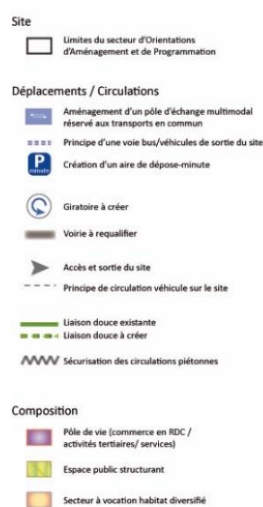 Site
Limites du secteur d'Orientations
d'Aménagement et de Programmation
Déplacements / Circulations
Aménagement d'un pôle d'échange multimodal
réservé aux transports en commun
Principe d'une voie bus/véhicules de sortie du site
P
minute
Création d'un aire de dépose-minute
Giratoire à créer
Voirie à requalifier
Accès et sortie du site
Principe de circulation véhicule sur le site
Liaison douce existante
Liaison douce à créer
Sécurisation des circulations piétonnes
Composition
Pôle de vie (commerce en RDC /
activités tertiaires/ services)
Espace public structurant
Secteur à vocation habitat diversifié